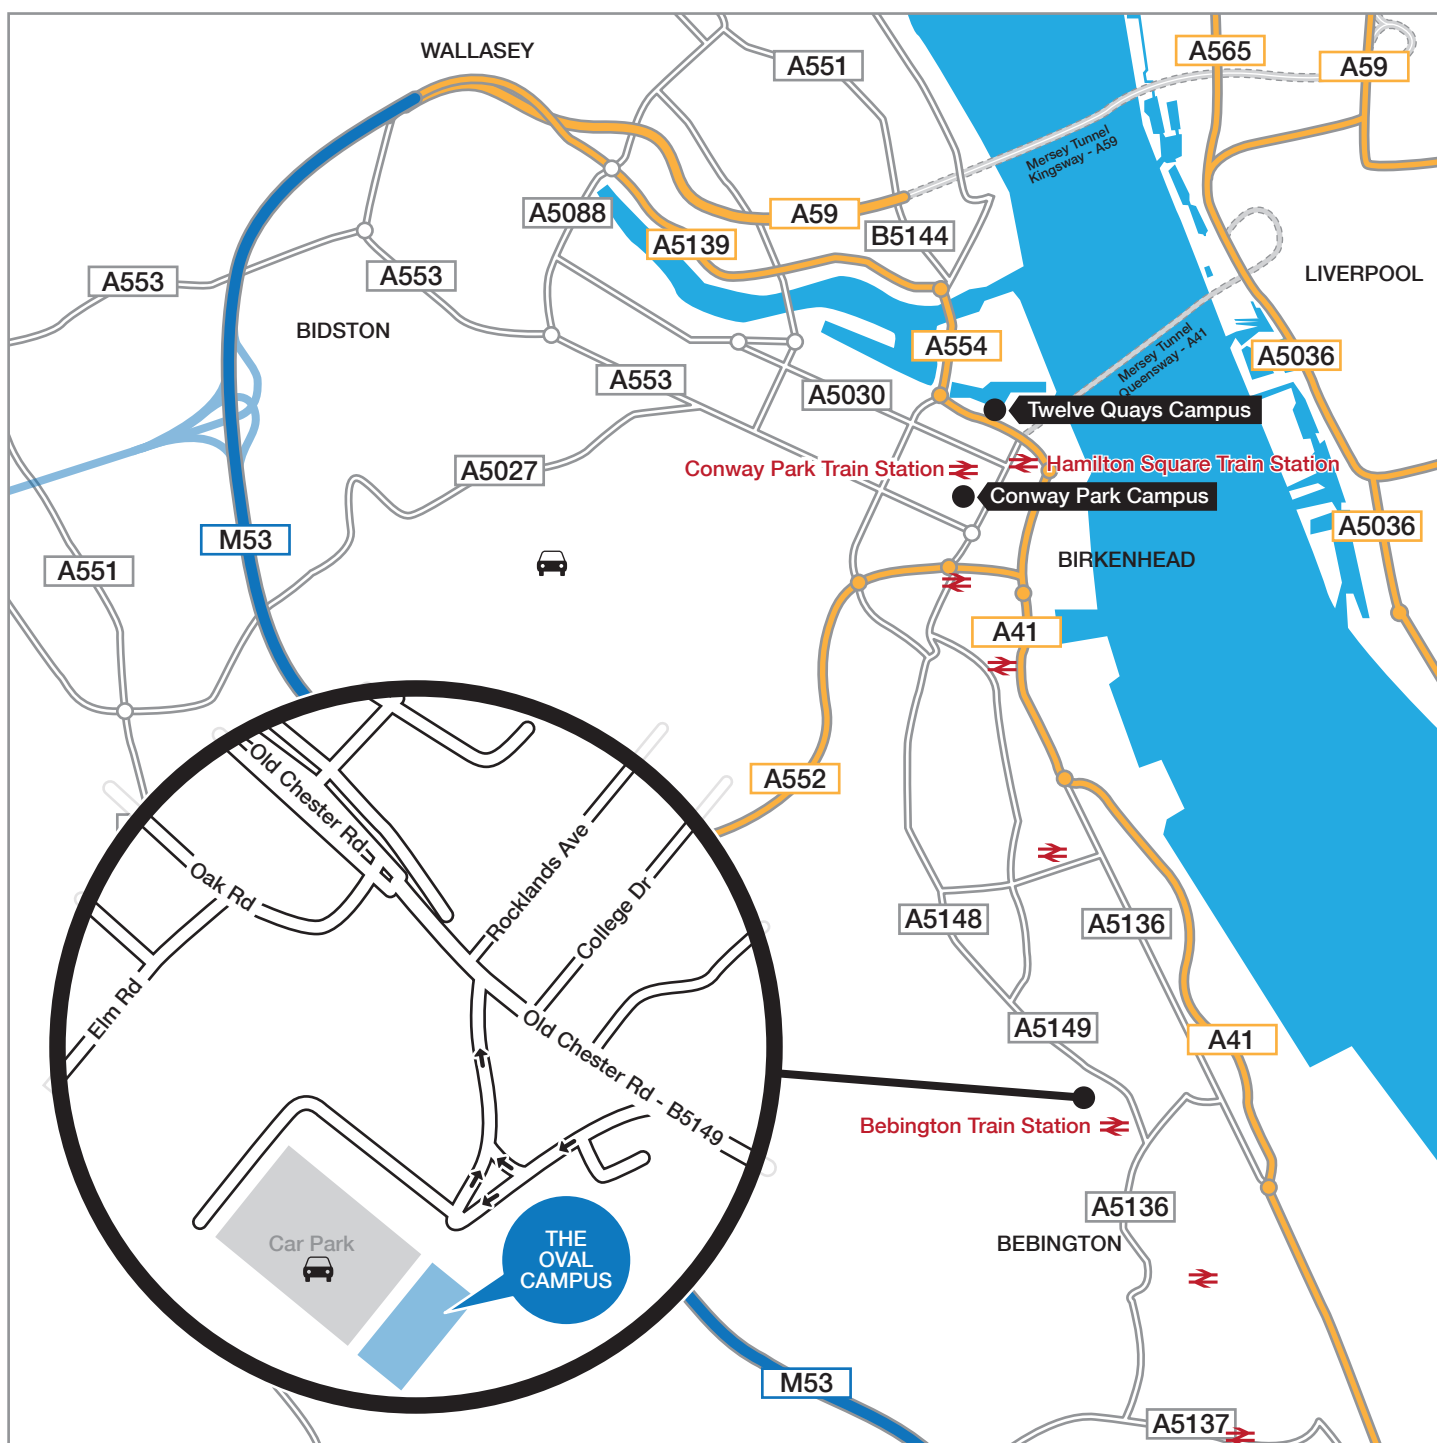 WALLASEY
A551
A565
A59
Mersey Tunnel
Kingsway - A59
A5088
A59
B5144
A5139
A553
A553
LIVERPOOL
BIDSTON
A554
Mersey Tunnel
Queensway - A41
A5036
A553
A5030
Twelve Quays Campus
A5027
Conway Park Train Station
Hamilton Square Train Station
Conway Park Campus
M53
A5036
A551
BIRKENHEAD
A41
A552
Old Chester Rd
Rocklands Ave
Oak Rd
College Dr
A5148
A5136
Elm Rd
Old Chester Rd - B5149
A5149
A41
Bebington Train Station
A5136
BEBINGTON
Car Park
THE
OVAL
CAMPUS
M53
A5137